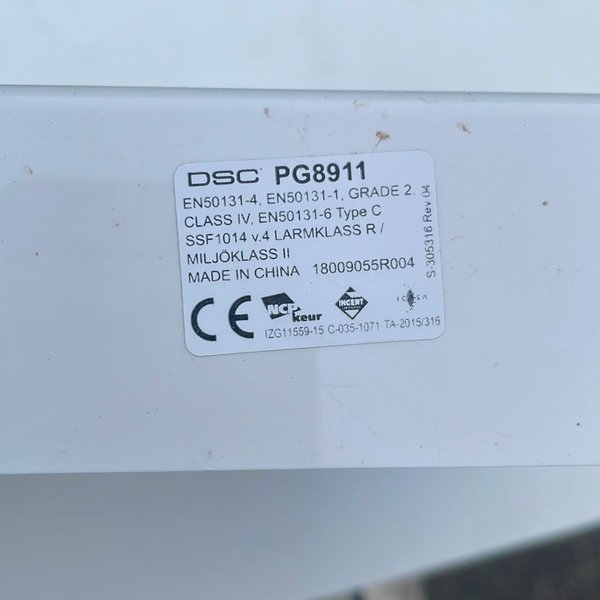 DSC PG8911
EN50131-4, EN50131-1, GRADE 2,
CLASS IV, EN50131-6 Type C
SSF1014 v.4 LARMKLASS R /
MILJÖKLASS II
MADE IN CHINA 18009055R004
S-305316 Rev 04
CE NCP keur INCERT
IZG11559-15 C-035-1071 TA-2015/316